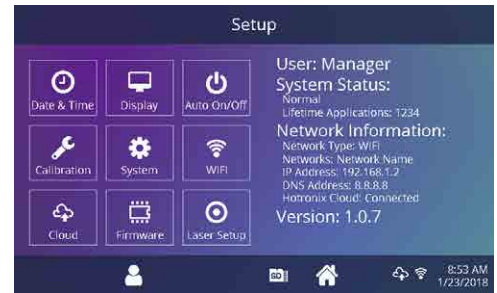 Setup
Date & Time
Display
Auto On/Off
Calibration
System
WIFI
Cloud
Firmware
Laser Setup
User: Manager
System Status:
Normal
Lifetime Applications: 1234
Network Information:
Network Type: WIFI
Networks: Network Name
IP Address: 192.168.1.2
DNS Address: 8.8.8.8
Hotronix Cloud: Connected
Version: 1.0.7
8:53 AM
1/23/2018